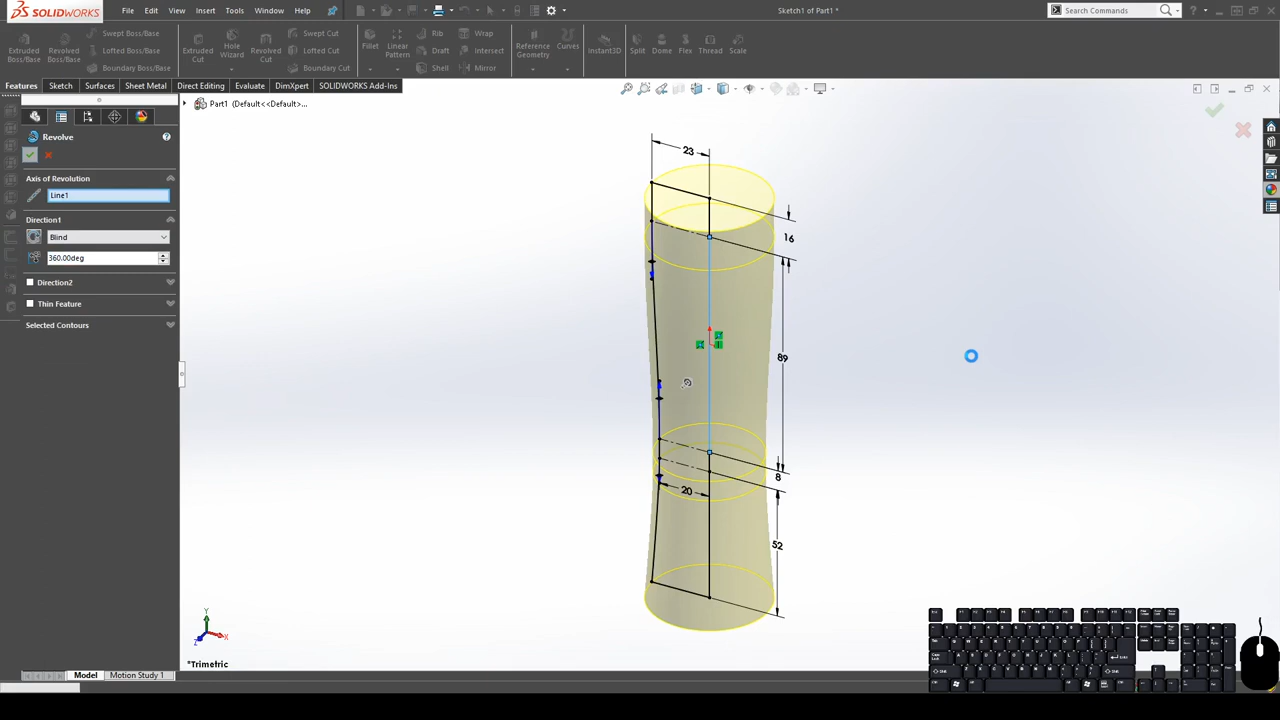 SOLIDWORKS
File Edit View Insert Tools Window Help
Sketch1 of Part1 *
Search Commands
Extruded Boss/Base
Revolved Boss/Base
Swept Boss/Base
Lofted Boss/Base
Boundary Boss/Base
Extruded Cut
Hole Wizard
Revolved Cut
Swept Cut
Lofted Cut
Boundary Cut
Fillet
Linear Pattern
Rib
Draft
Shell
Wrap
Intersect
Mirror
Reference Geometry
Curves
Instant3D
Split
Dome
Flex
Thread
Scale
Features Sketch Surfaces Sheet Metal Direct Editing Evaluate DimXpert SOLIDWORKS Add-Ins
Part1 (Default<<Default>...
Revolve
Axis of Revolution
Line1
Direction1
Blind
360.00deg
Direction2
Thin Feature
Selected Contours
23
16
89
8
20
52
Y
X
Z
*Trimetric
Model Motion Study 1